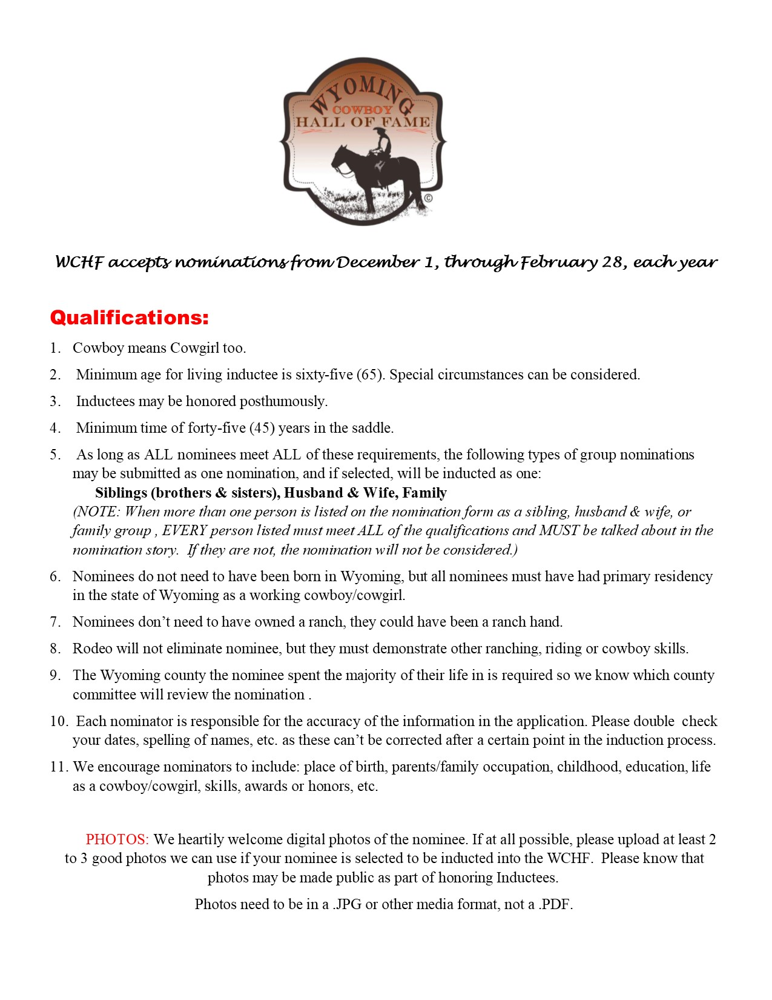 WYOMING
COWBOY
HALL OF FAME
©
WCHF accepts nominations from December 1, through February 28, each year
Qualifications:
1. Cowboy means Cowgirl too.
2. Minimum age for living inductee is sixty-five (65). Special circumstances can be considered.
3. Inductees may be honored posthumously.
4. Minimum time of forty-five (45) years in the saddle.
5. As long as ALL nominees meet ALL of these requirements, the following types of group nominations
may be submitted as one nomination, and if selected, will be inducted as one:
Siblings (brothers & sisters), Husband & Wife, Family
(NOTE: When more than one person is listed on the nomination form as a sibling, husband & wife, or
family group , EVERY person listed must meet ALL of the qualifications and MUST be talked about in the
nomination story.  If they are not, the nomination will not be considered.)
6. Nominees do not need to have been born in Wyoming, but all nominees must have had primary residency
in the state of Wyoming as a working cowboy/cowgirl.
7. Nominees don’t need to have owned a ranch, they could have been a ranch hand.
8. Rodeo will not eliminate nominee, but they must demonstrate other ranching, riding or cowboy skills.
9. The Wyoming county the nominee spent the majority of their life in is required so we know which county
committee will review the nomination .
10. Each nominator is responsible for the accuracy of the information in the application. Please double  check
your dates, spelling of names, etc. as these can’t be corrected after a certain point in the induction process.
11. We encourage nominators to include: place of birth, parents/family occupation, childhood, education, life
as a cowboy/cowgirl, skills, awards or honors, etc.
PHOTOS: We heartily welcome digital photos of the nominee. If at all possible, please upload at least 2
to 3 good photos we can use if your nominee is selected to be inducted into the WCHF.  Please know that
photos may be made public as part of honoring Inductees.
Photos need to be in a .JPG or other media format, not a .PDF.